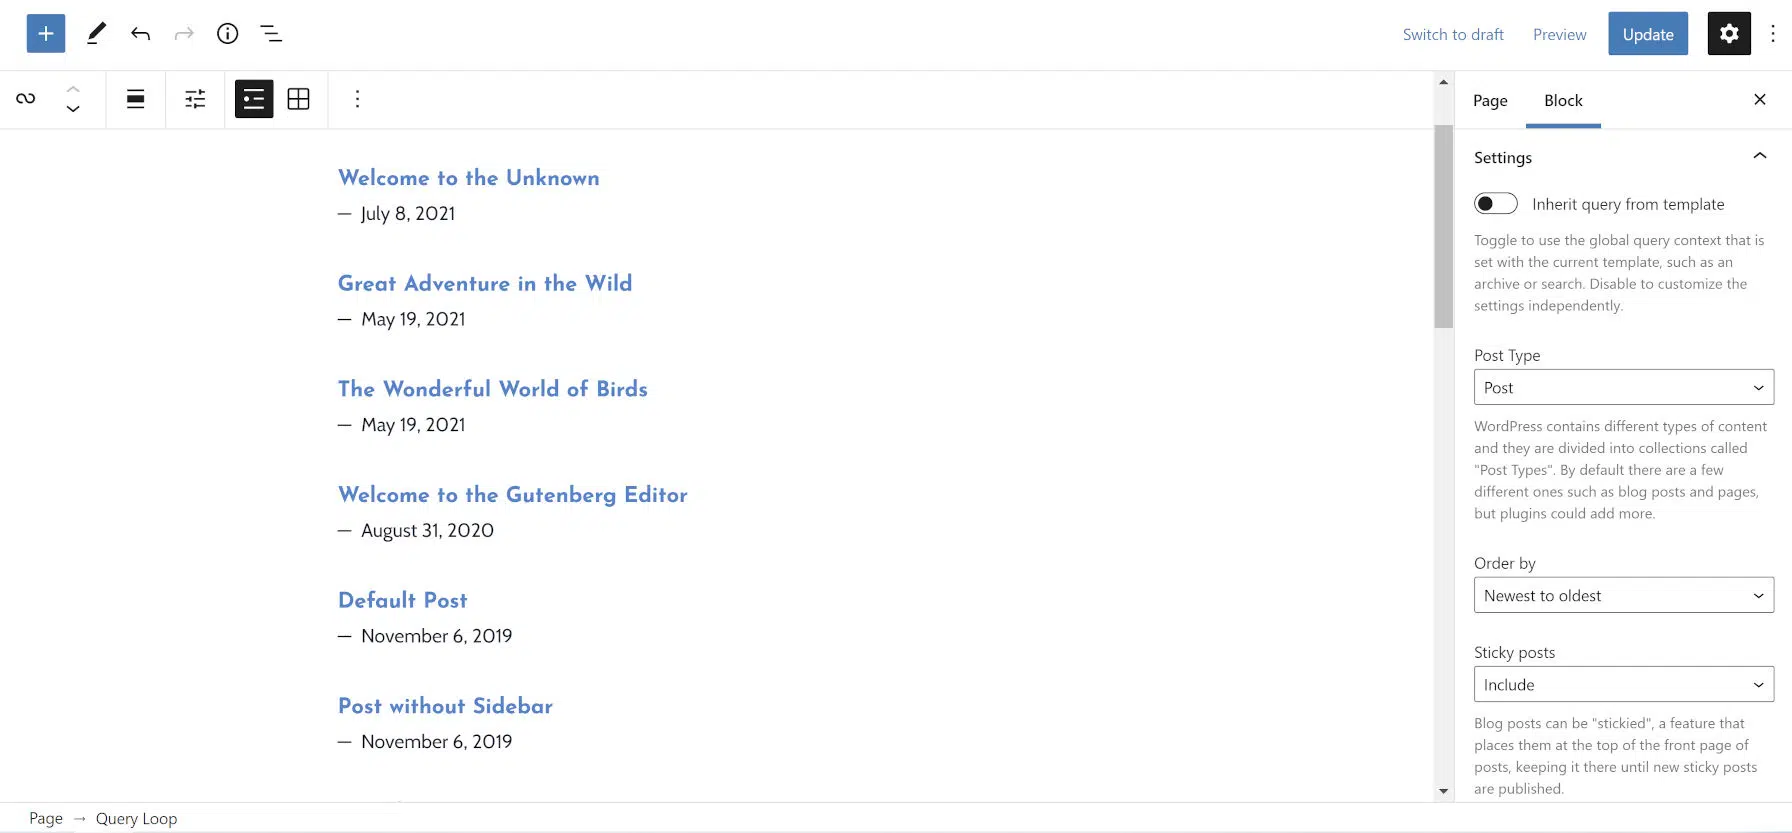 Switch to draft
Preview
Update
Page
Block
Welcome to the Unknown
— July 8, 2021
Great Adventure in the Wild
— May 19, 2021
The Wonderful World of Birds
— May 19, 2021
Welcome to the Gutenberg Editor
— August 31, 2020
Default Post
— November 6, 2019
Post without Sidebar
— November 6, 2019
Settings
Inherit query from template
Toggle to use the global query context that is
set with the current template, such as an
archive or search. Disable to customize the
settings independently.
Post Type
Post
WordPress contains different types of content
and they are divided into collections called
"Post Types". By default there are a few
different ones such as blog posts and pages,
but plugins could add more.
Order by
Newest to oldest
Sticky posts
Include
Blog posts can be "stickied", a feature that
places them at the top of the front page of
posts, keeping it there until new sticky posts
are published.
Page → Query Loop